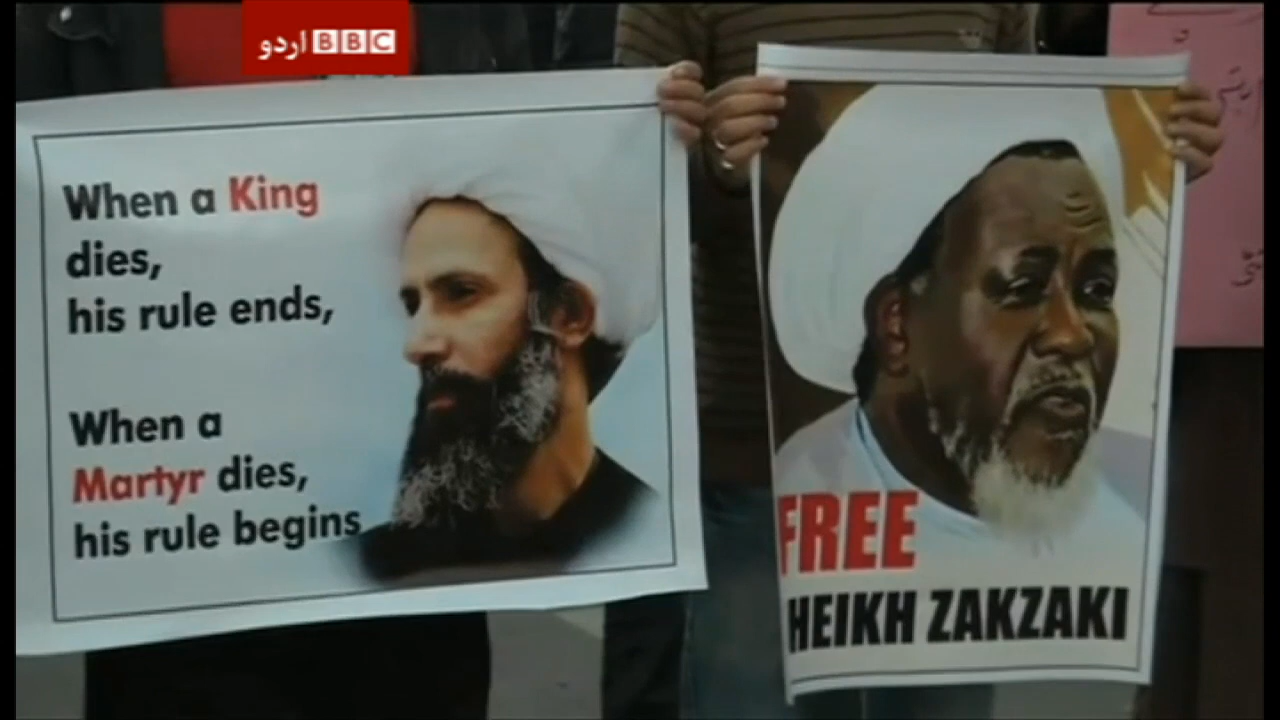 BBC اردو
When a King
dies,
his rule ends,
When a
Martyr dies,
his rule begins
FREE
HEIKH ZAKZAKI